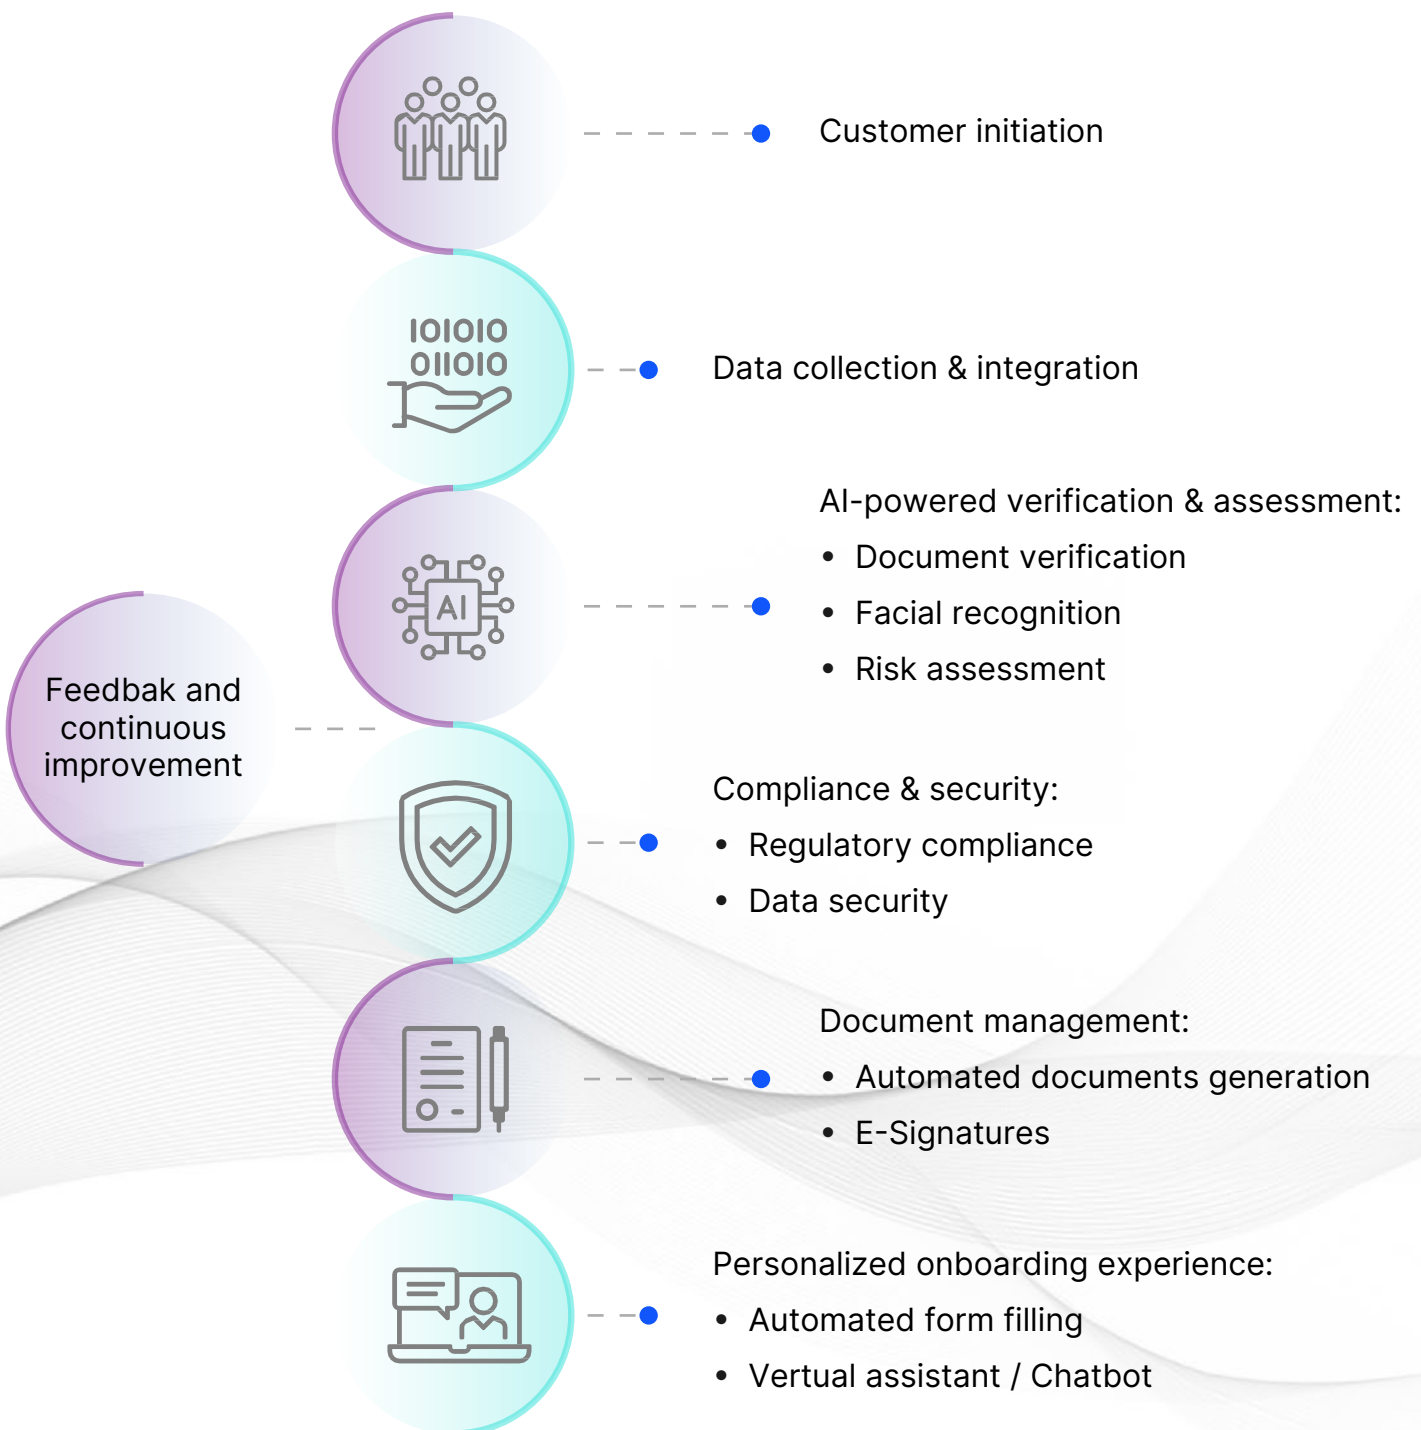 Customer initiation
101010
011010
Data collection & integration
AI-powered verification & assessment:
• Document verification
• Facial recognition
• Risk assessment
AI
Feedbak and
continuous
improvement
Compliance & security:
• Regulatory compliance
• Data security
Document management:
• Automated documents generation
• E-Signatures
Personalized onboarding experience:
• Automated form filling
• Vertual assistant / Chatbot